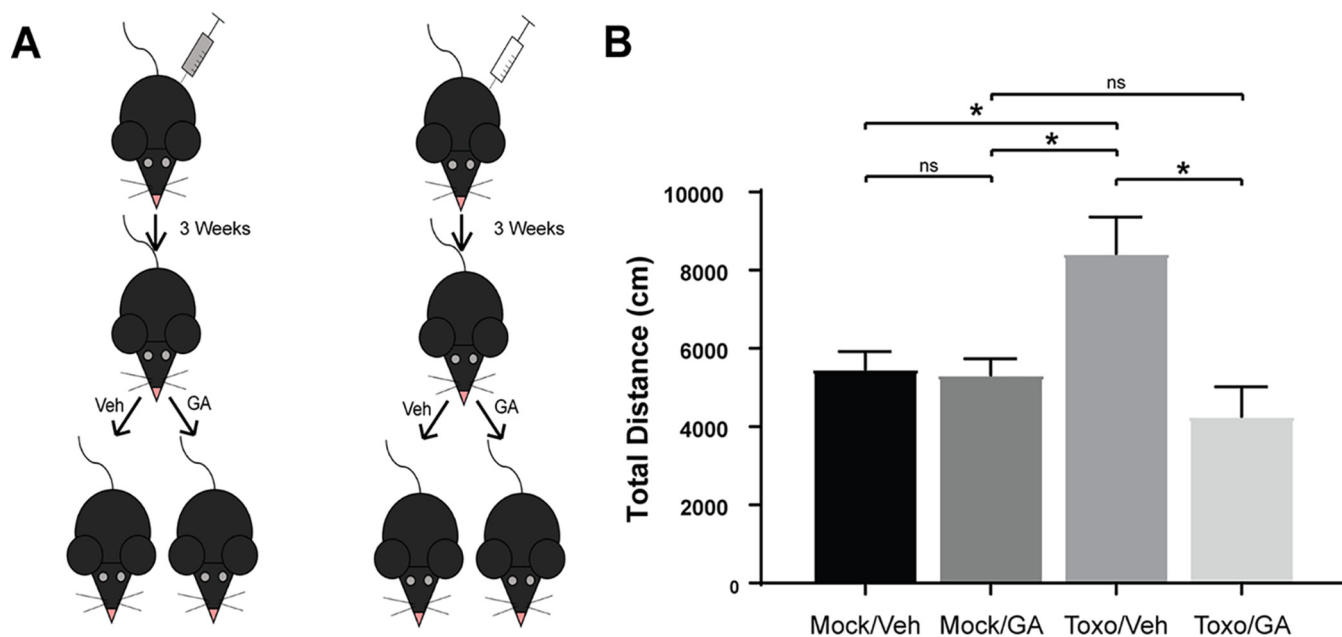 A
3 Weeks
3 Weeks
Veh
GA
Veh
GA
B
ns
*
*
ns
*
Total Distance (cm)
10000
8000
6000
4000
2000
0
Mock/Veh
Mock/GA
Toxo/Veh
Toxo/GA